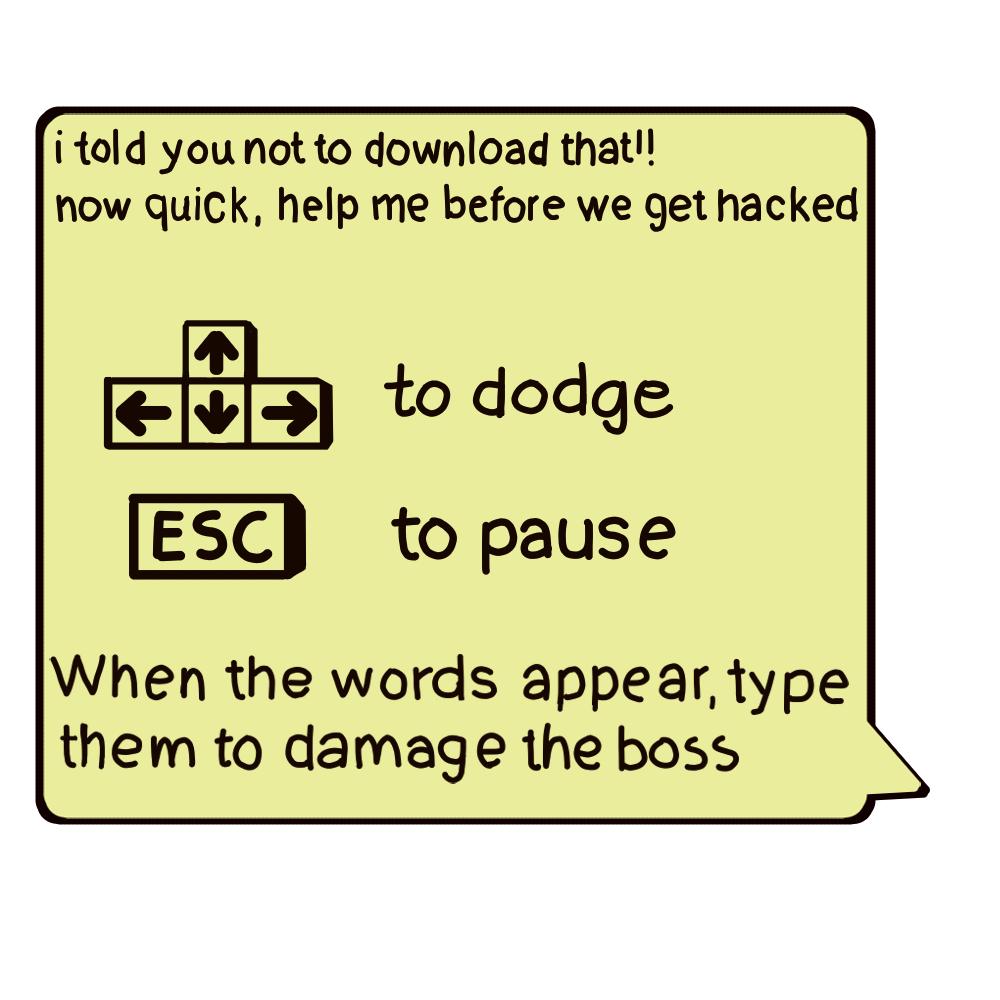 i told you not to download that!!
now quick, help me before we get hacked
↑
← ↓ → to dodge
ESC to pause
When the words appear, type
them to damage the boss